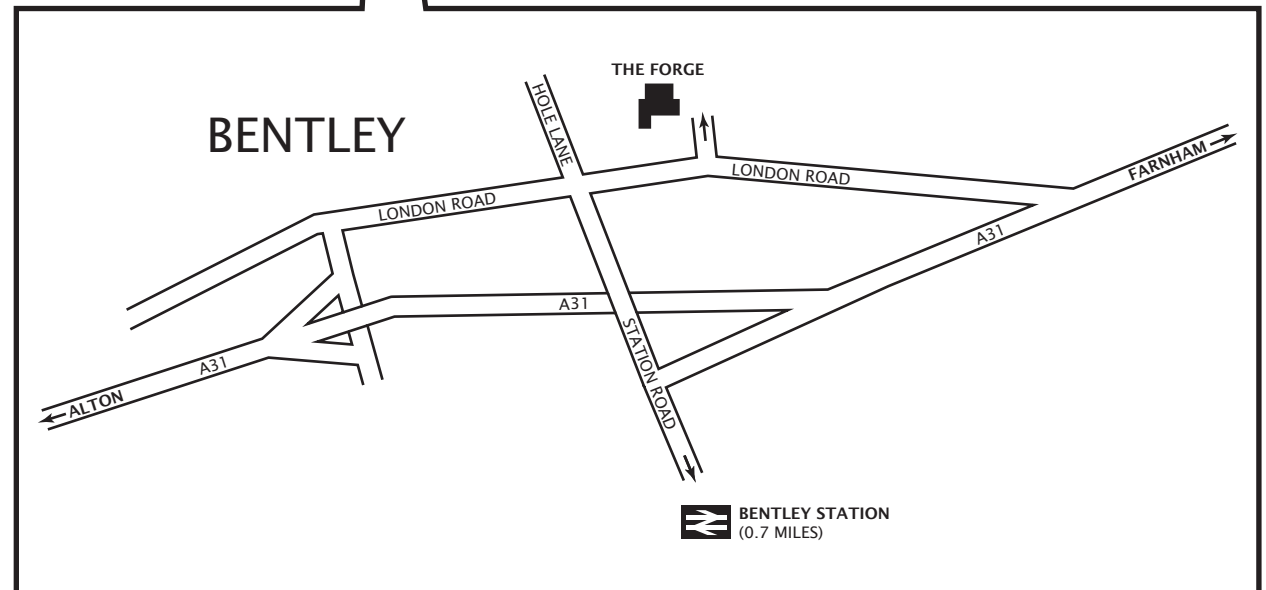 THE FORGE
HOLE LANE
BENTLEY
FARNHAM
LONDON ROAD
LONDON ROAD
A31
A31
STATION ROAD
A31
ALTON
BENTLEY STATION
(0.7 MILES)